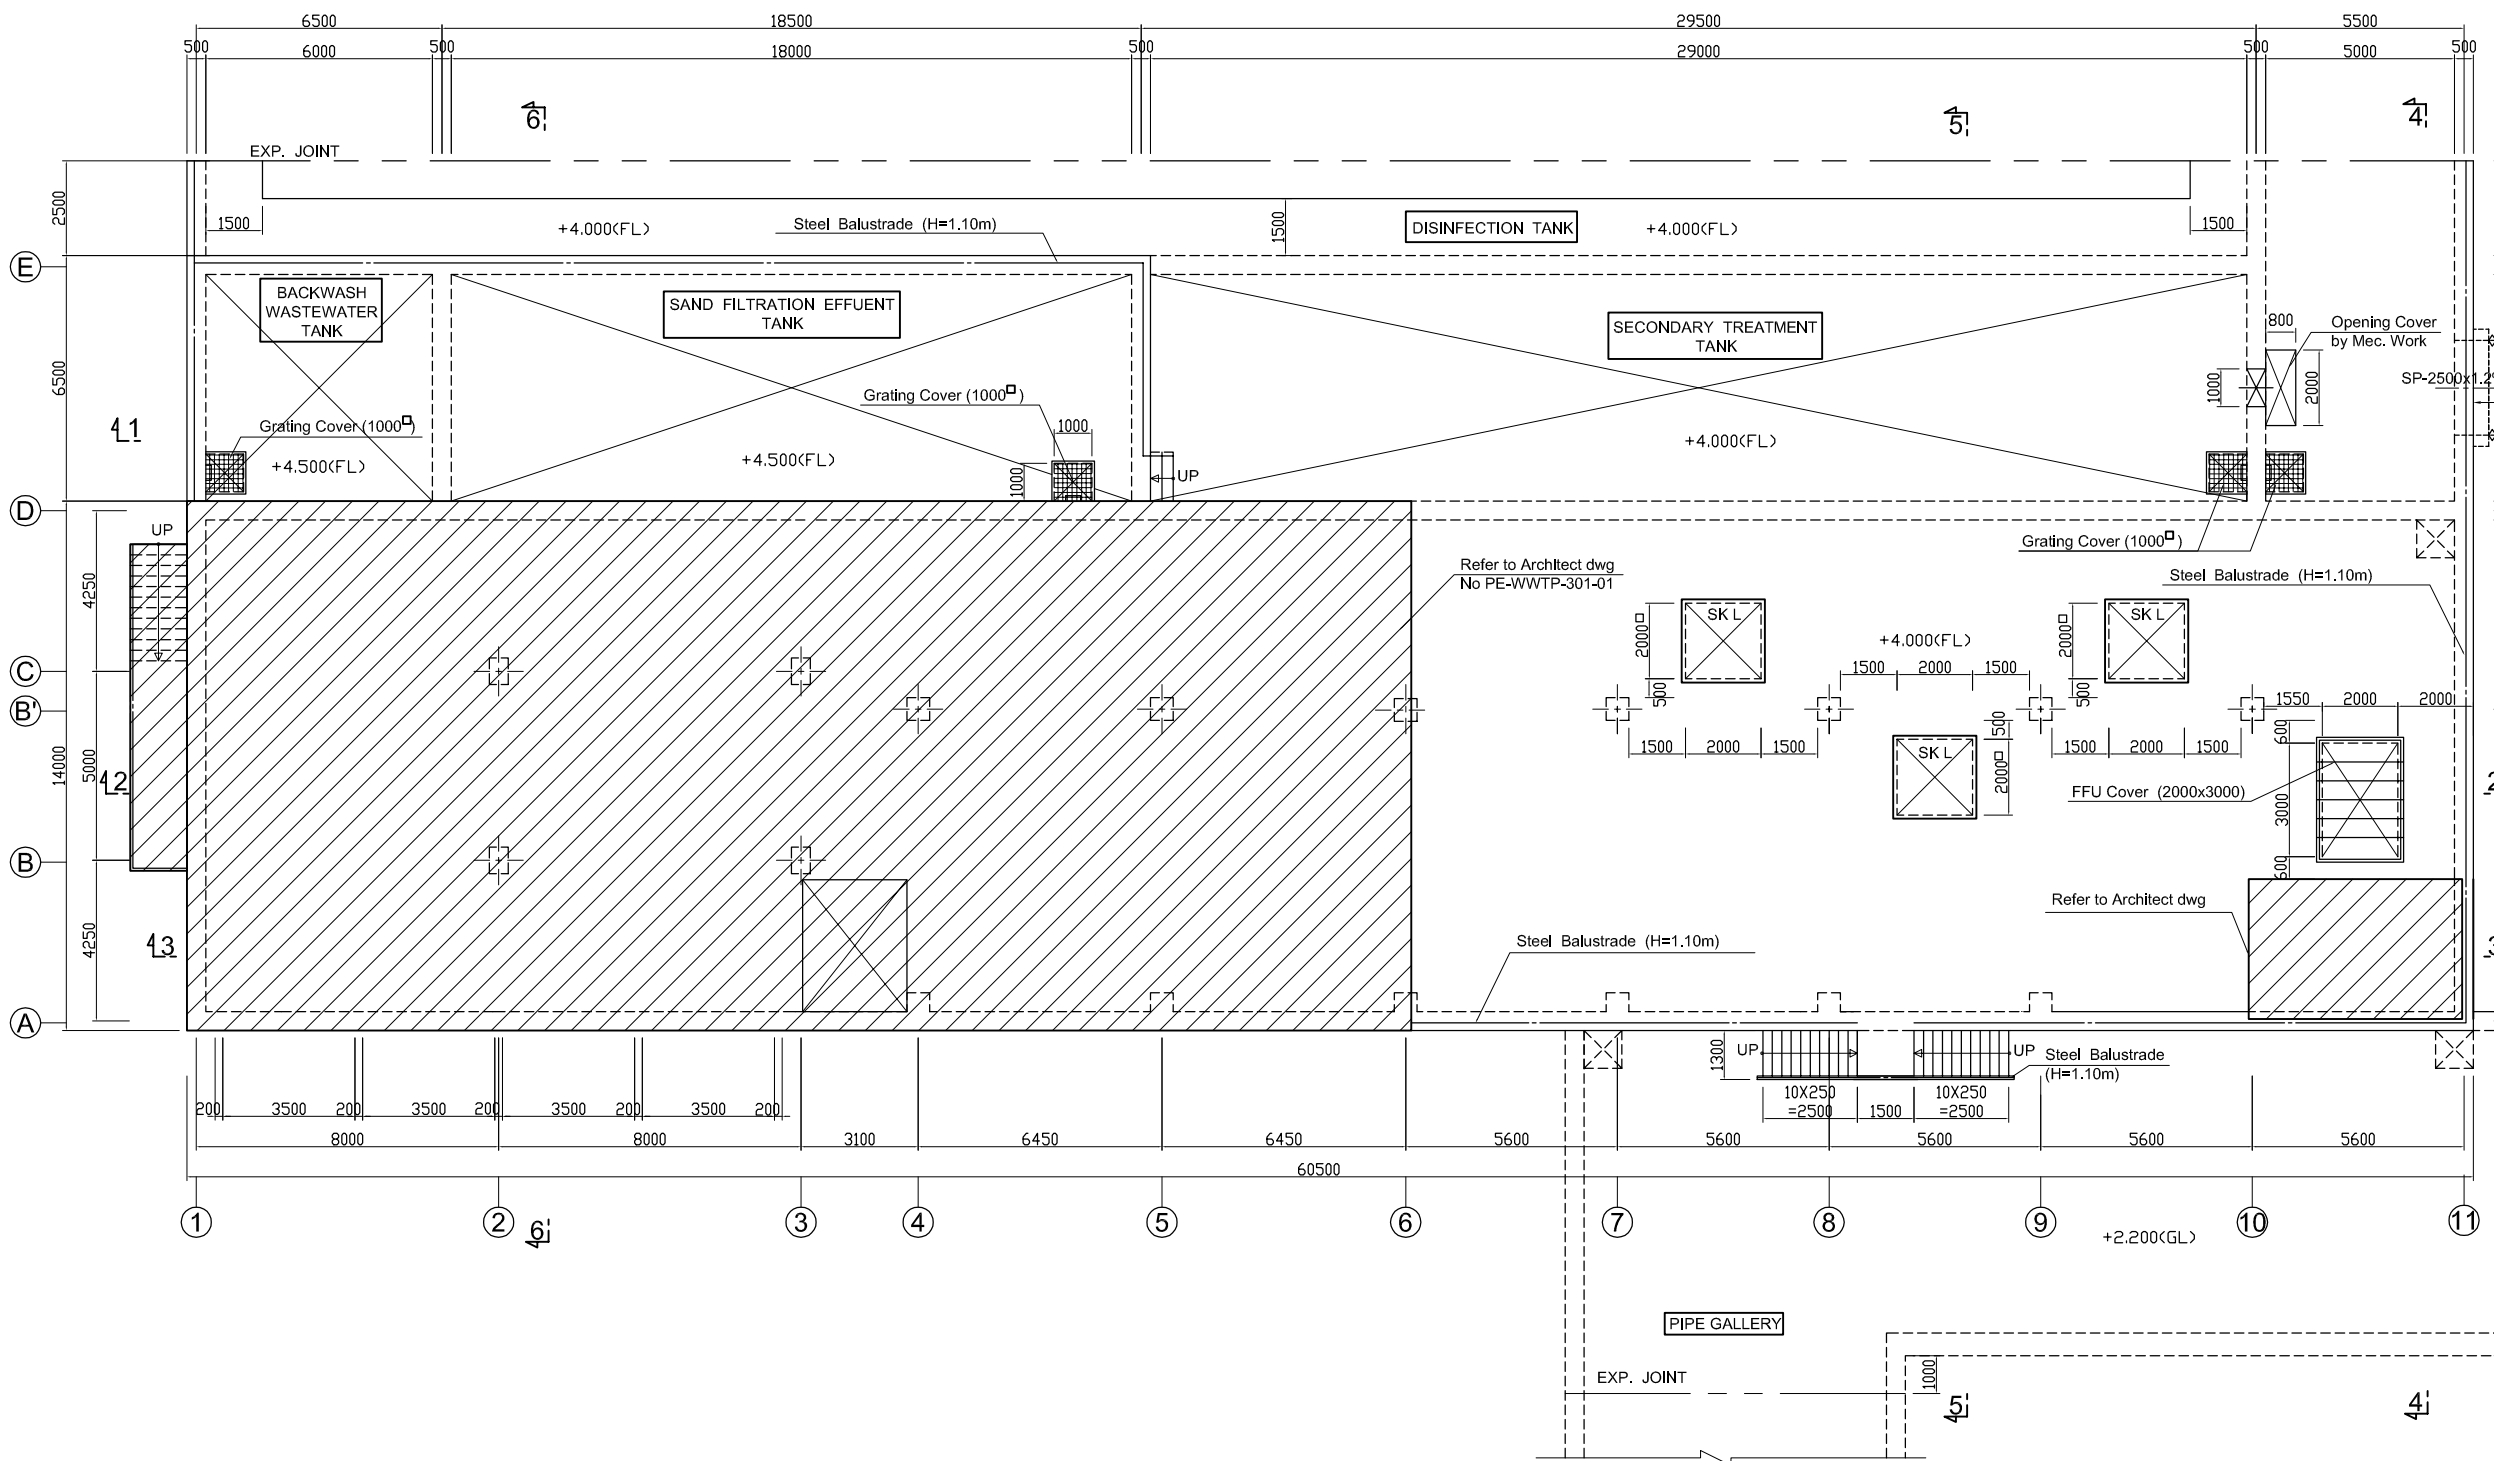 6500
18500
29500
5500
500
6000
500
18000
500
29000
500
5000
500
6
5
4
EXP. JOINT
2500
1500
+4.000(FL)
Steel Balustrade (H=1.10m)
1500
DISINFECTION TANK
+4.000(FL)
1500
E
BACKWASH
WASTEWATER
TANK
SAND FILTRATION EFFUENT
TANK
SECONDARY TREATMENT
TANK
800
Opening Cover
by Mec. Work
6500
1000
2000
SP-2500x1.2
Grating Cover (1000□)
Grating Cover (1000□)
1000
1
+4.500(FL)
+4.500(FL)
1000
UP
+4.000(FL)
D
UP
Grating Cover (1000□)
Refer to Architect dwg
No PE-WWTP-301-01
Steel Balustrade (H=1.10m)
4250
2000□
SK L
+4.000(FL)
2000□
SK L
C
1500
2000
1500
500
500
B'
1550
2000
2000
1500
2000
1500
500
1500
2000
1500
600
14000
5000
2
SK L
2000□
FFU Cover (2000x3000)
3000
2
B
600
Refer to Architect dwg
4250
3
Steel Balustrade (H=1.10m)
3
A
1300
UP
UP
Steel Balustrade
(H=1.10m)
10X250
=2500
1500
10X250
=2500
200
3500
200
3500
200
3500
200
3500
200
8000
8000
3100
6450
6450
5600
5600
5600
5600
5600
60500
1
2
3
4
5
6
7
8
9
10
11
6
+2.200(GL)
PIPE GALLERY
EXP. JOINT
1000
5
4